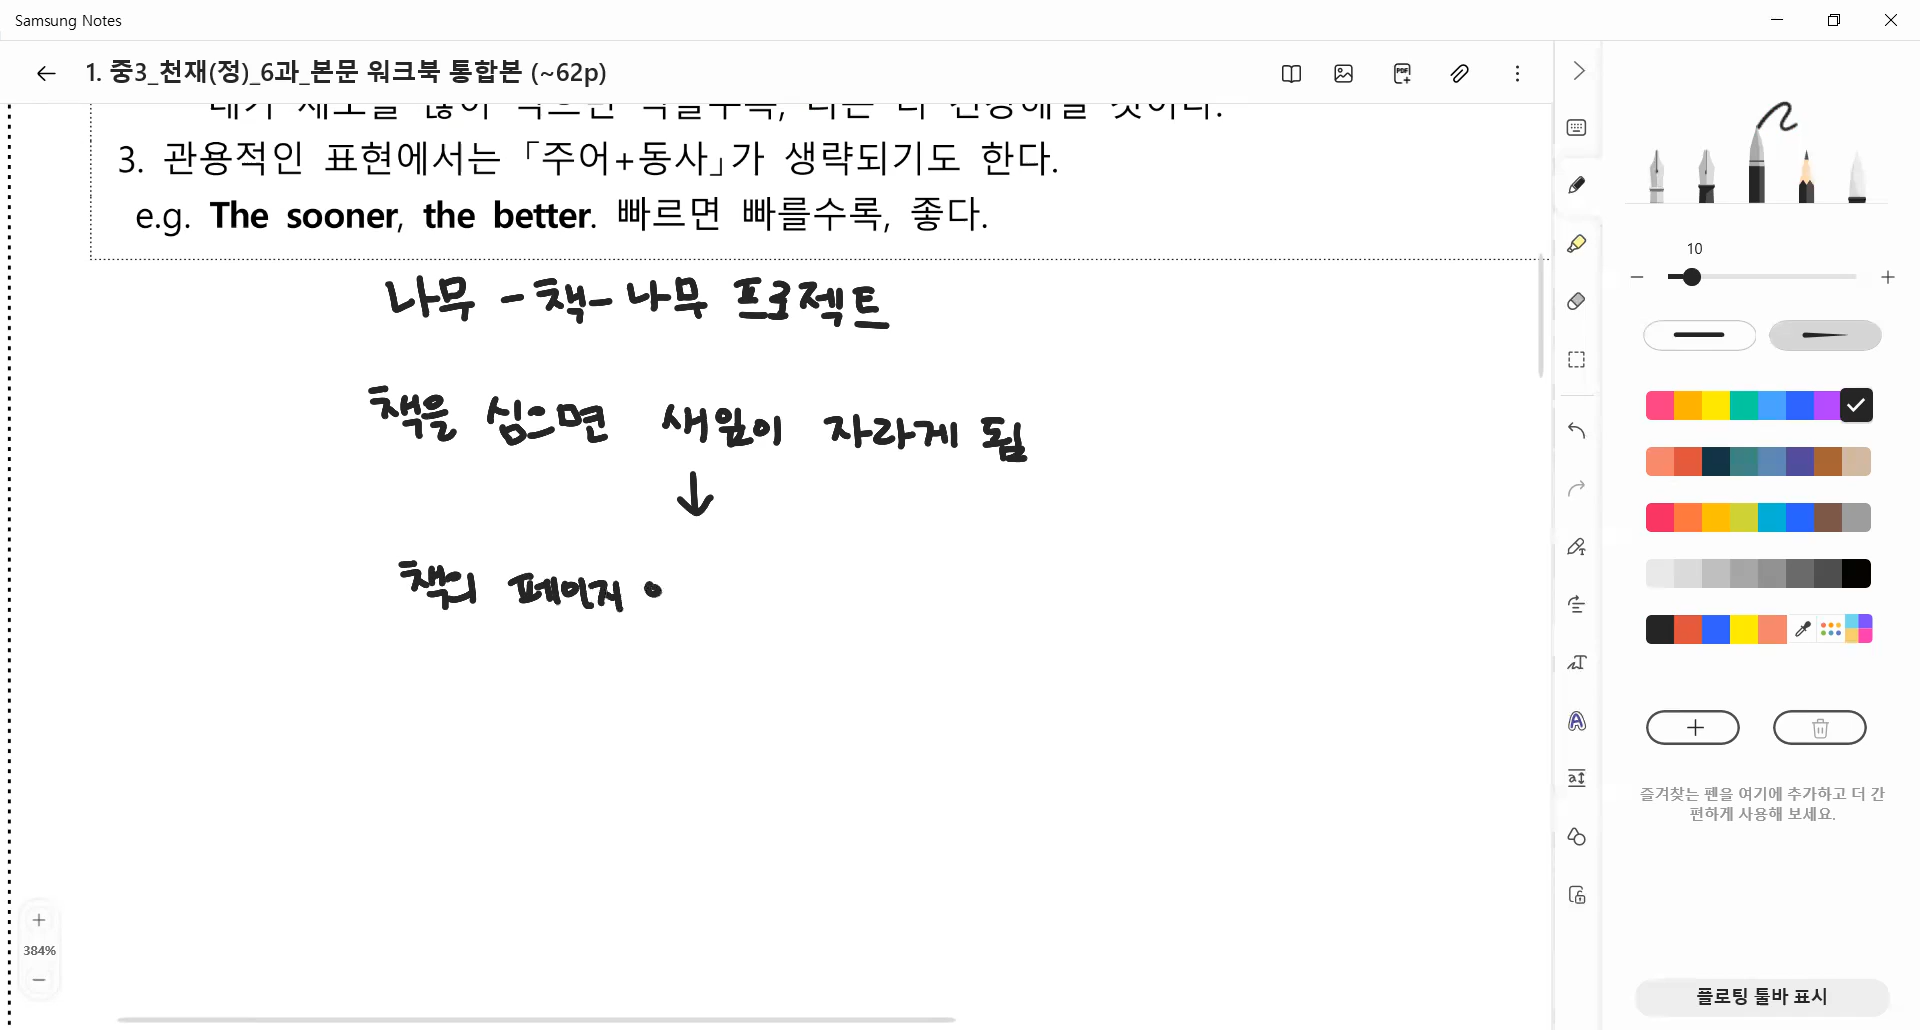 Samsung Notes
1. 중3_천재(정)_6과_본문 워크북 통합본 (~62p)
3. 관용적인 표현에서는 「주어+동사」가 생략되기도 한다.
e.g. The sooner, the better. 빠르면 빠를수록, 좋다.
나무 - 책 - 나무 프로젝트
책을 심으면 새잎이 자라게 됨
↓
책의 페이지
10
384%
즐겨찾는 펜을 여기에 추가하고 더 간
편하게 사용해 보세요.
플로팅 툴바 표시